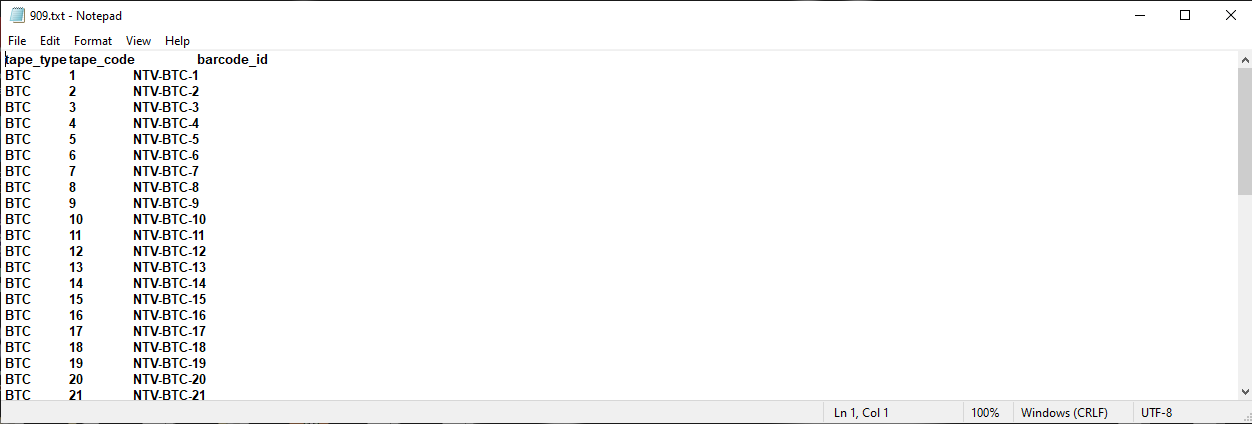 909.txt - Notepad
File Edit Format View Help
tape_type tape_code barcode_id
BTC 1 NTV-BTC-1
BTC 2 NTV-BTC-2
BTC 3 NTV-BTC-3
BTC 4 NTV-BTC-4
BTC 5 NTV-BTC-5
BTC 6 NTV-BTC-6
BTC 7 NTV-BTC-7
BTC 8 NTV-BTC-8
BTC 9 NTV-BTC-9
BTC 10 NTV-BTC-10
BTC 11 NTV-BTC-11
BTC 12 NTV-BTC-12
BTC 13 NTV-BTC-13
BTC 14 NTV-BTC-14
BTC 15 NTV-BTC-15
BTC 16 NTV-BTC-16
BTC 17 NTV-BTC-17
BTC 18 NTV-BTC-18
BTC 19 NTV-BTC-19
BTC 20 NTV-BTC-20
BTC 21 NTV-BTC-21
Ln 1, Col 1 100% Windows (CRLF) UTF-8